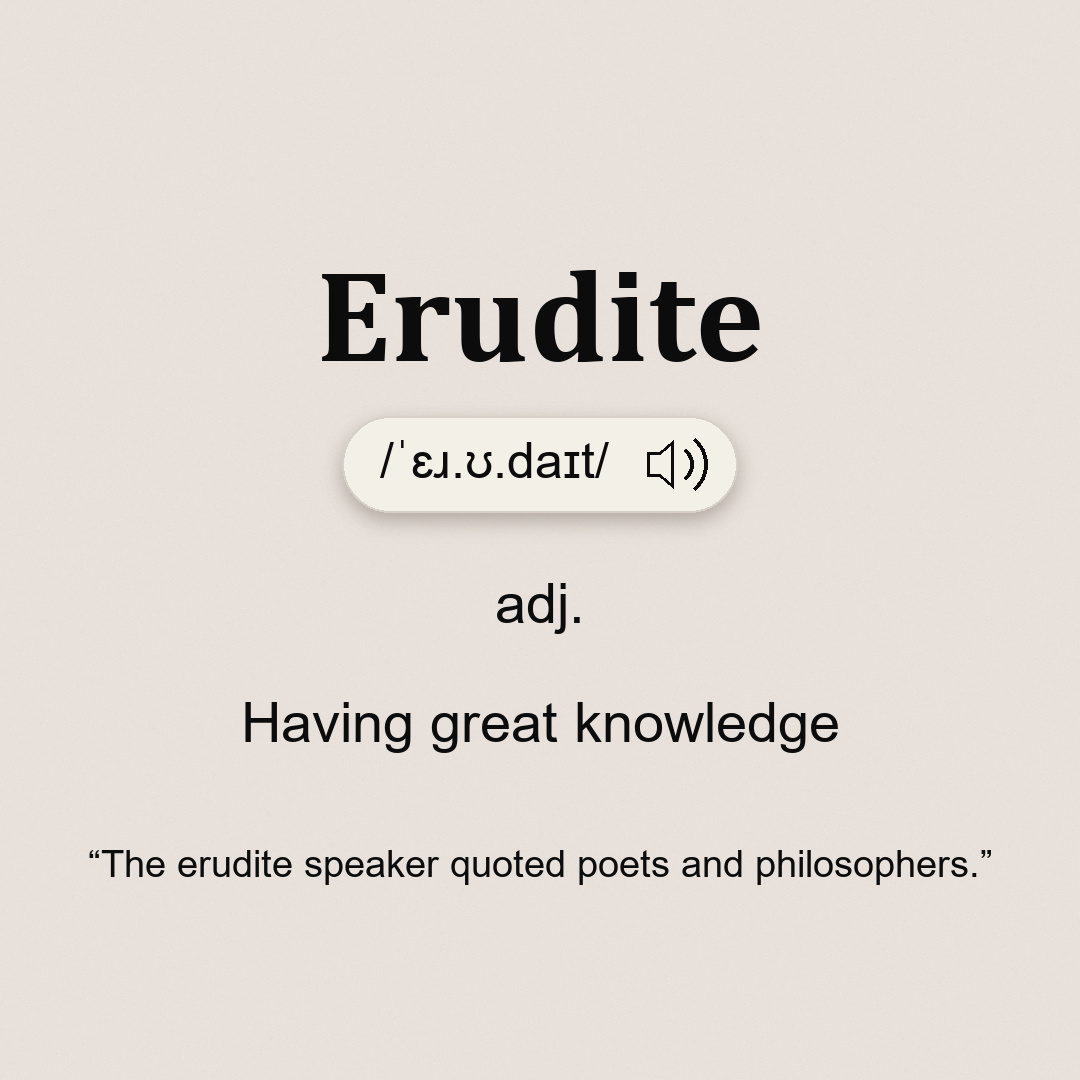 Erudite
/ˈɛɹ.ʊ.daɪt/
adj.
Having great knowledge
“The erudite speaker quoted poets and philosophers.”